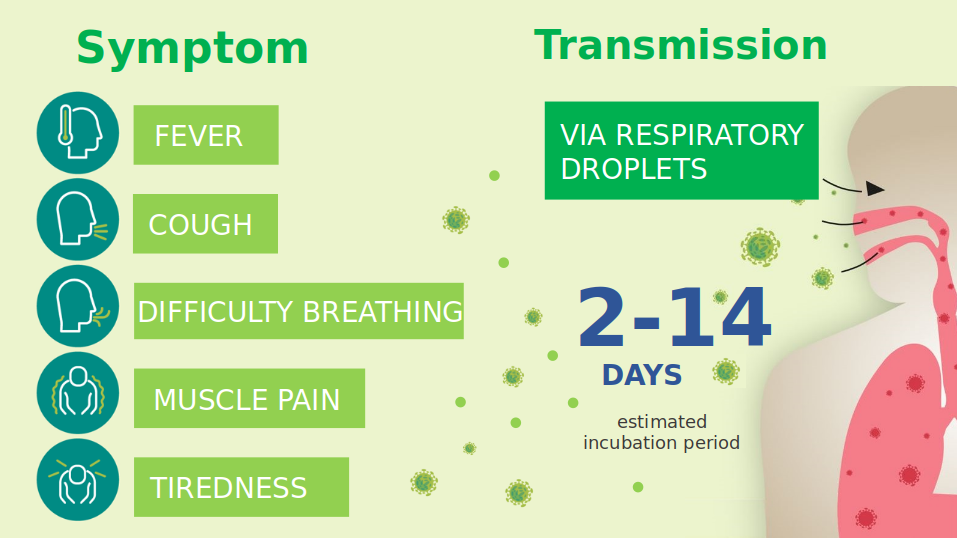 Symptom
FEVER
COUGH
DIFFICULTY BREATHING
MUSCLE PAIN
TIREDNESS
Transmission
VIA RESPIRATORY
DROPLETS
2-14
DAYS
estimated
incubation period